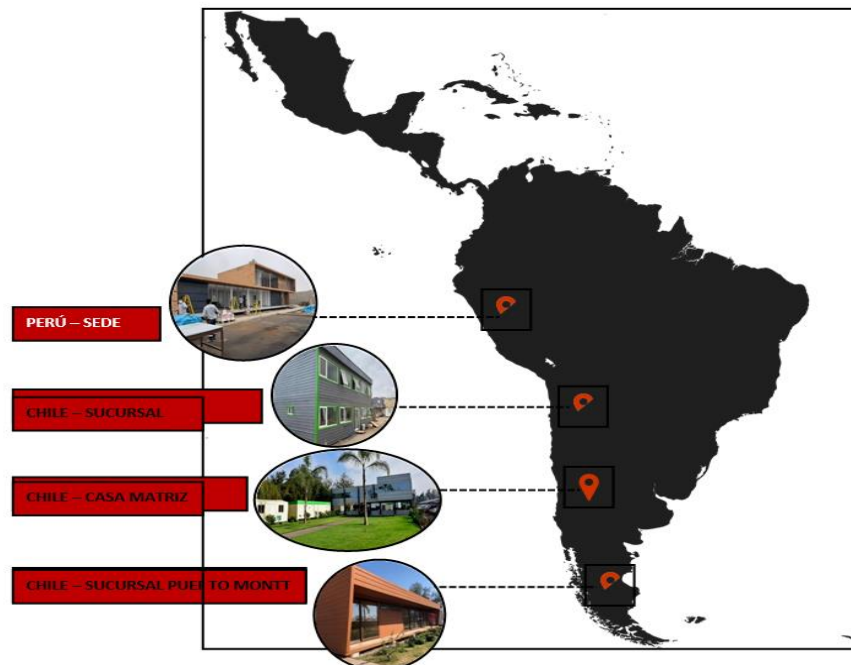 PERÚ – SEDE
CHILE – SUCURSAL
CHILE – CASA MATRIZ
CHILE – SUCURSAL PUERTO MONTT